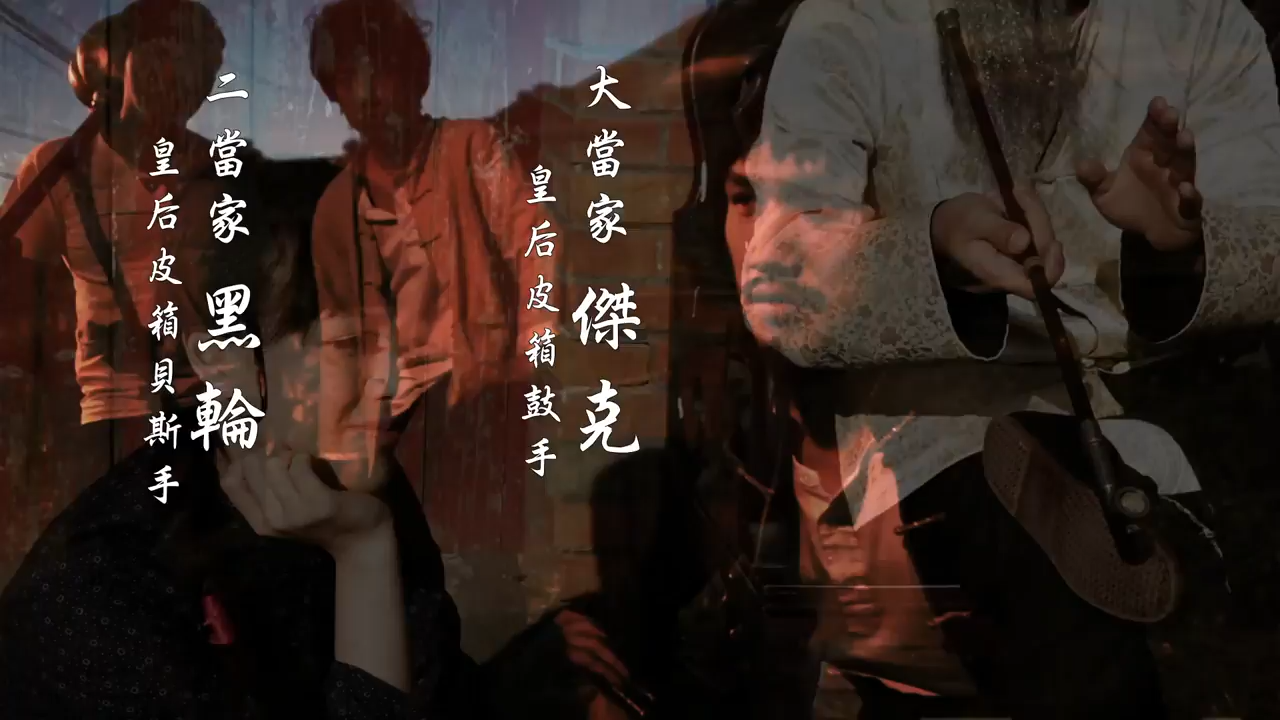 大當家 傑克
皇后皮箱鼓手
二當家 黑輪
皇后皮箱貝斯手